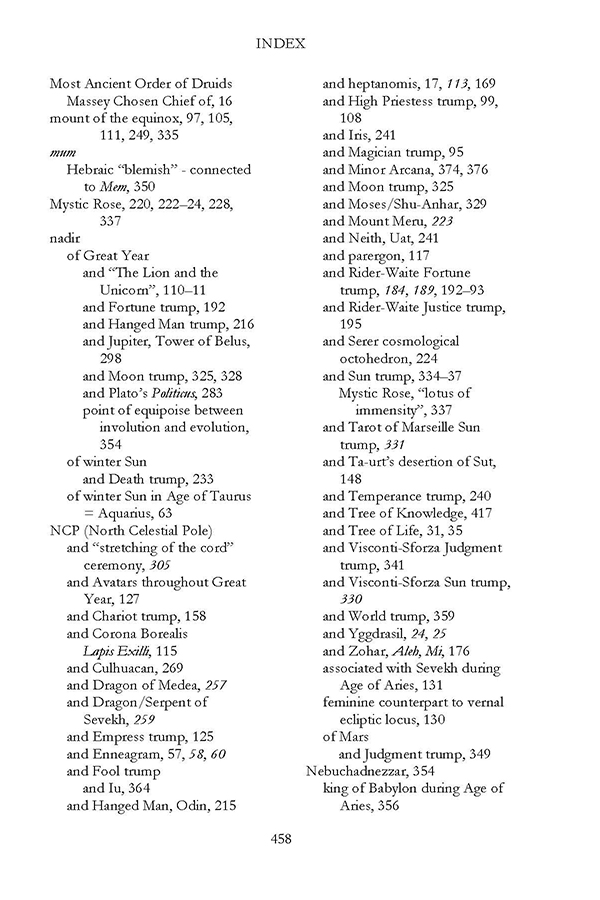 INDEX
Most Ancient Order of Druids
Massey Chosen Chief of, 16
mount of the equinox, 97, 105,
111, 249, 335
mum
Hebraic “blemish” - connected
to Mem, 350
Mystic Rose, 220, 222–24, 228,
337
nadir
of Great Year
and “The Lion and the
Unicorn”, 110–11
and Fortune trump, 192
and Hanged Man trump, 216
and Jupiter, Tower of Belus,
298
and Moon trump, 325, 328
and Plato’s Politicus, 283
point of equipoise between
involution and evolution,
354
of winter Sun
and Death trump, 233
of winter Sun in Age of Taurus
= Aquarius, 63
NCP (North Celestial Pole)
and “stretching of the cord”
ceremony, 305
and Avatars throughout Great
Year, 127
and Chariot trump, 158
and Corona Borealis
Lapis Exilli, 115
and Culhuacan, 269
and Dragon of Medea, 257
and Dragon/Serpent of
Sevekh, 259
and Empress trump, 125
and Enneagram, 57, 58, 60
and Fool trump
and Iu, 364
and Hanged Man, Odin, 215
and heptanomis, 17, 113, 169
and High Priestess trump, 99,
108
and Iris, 241
and Magician trump, 95
and Minor Arcana, 374, 376
and Moon trump, 325
and Moses/Shu-Anhar, 329
and Mount Meru, 223
and Neith, Uat, 241
and parergon, 117
and Rider-Waite Fortune
trump, 184, 189, 192–93
and Rider-Waite Justice trump,
195
and Serer cosmological
octohedron, 224
and Sun trump, 334–37
Mystic Rose, “lotus of
immensity”, 337
and Tarot of Marseille Sun
trump, 331
and Ta-urt’s desertion of Sut,
148
and Temperance trump, 240
and Tree of Knowledge, 417
and Tree of Life, 31, 35
and Visconti-Sforza Judgment
trump, 341
and Visconti-Sforza Sun trump,
330
and World trump, 359
and Yggdrasil, 24, 25
and Zohar, Aleh, Mi, 176
associated with Sevekh during
Age of Aries, 131
feminine counterpart to vernal
ecliptic locus, 130
of Mars
and Judgment trump, 349
Nebuchadnezzar, 354
king of Babylon during Age of
Aries, 356
458